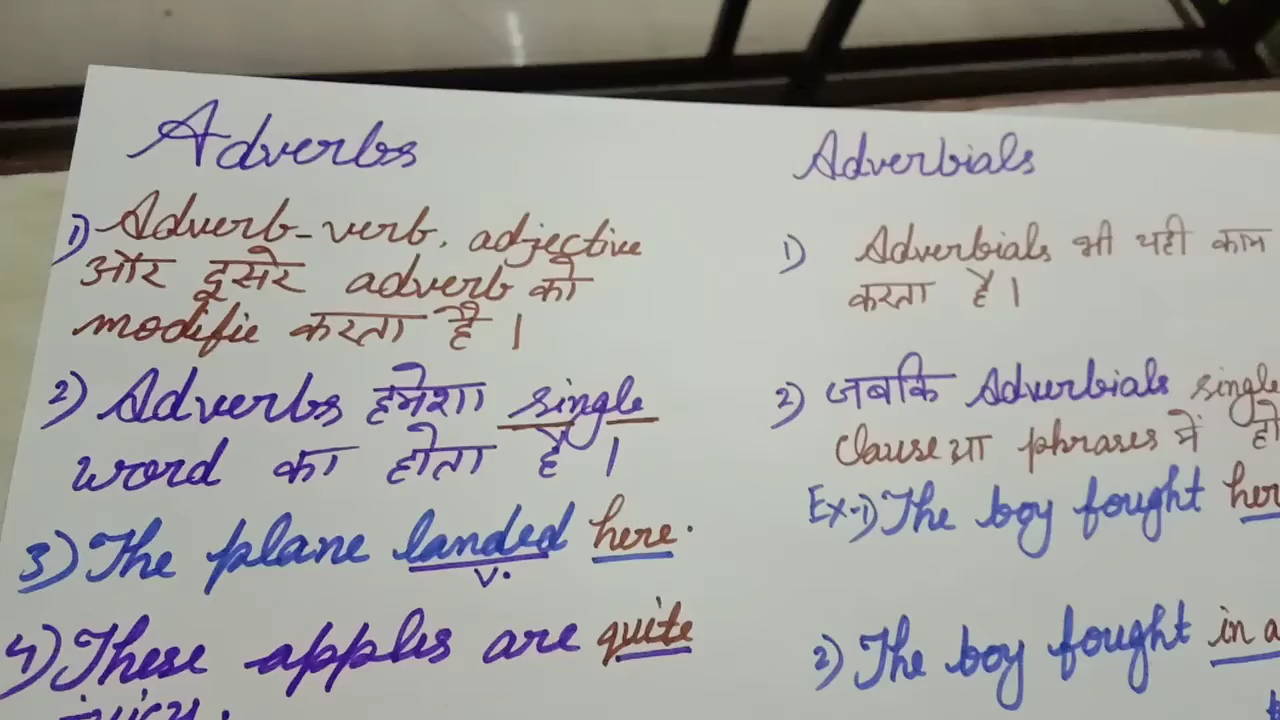 Adverbs
1) Adverb-verb, adjective
और दूसरे adverb को
modifie करता है ।
2) Adverbs हमेशा single
word का होता है ।
3) The plane landed here.
v.
4) These apples are quite
juicy.
Adverbials
1) Adverbials भी यही काम
करता है ।
2) जबकि Adverbials single
clause या phrases में
Ex-1) The boy fought
2) The boy fought in a